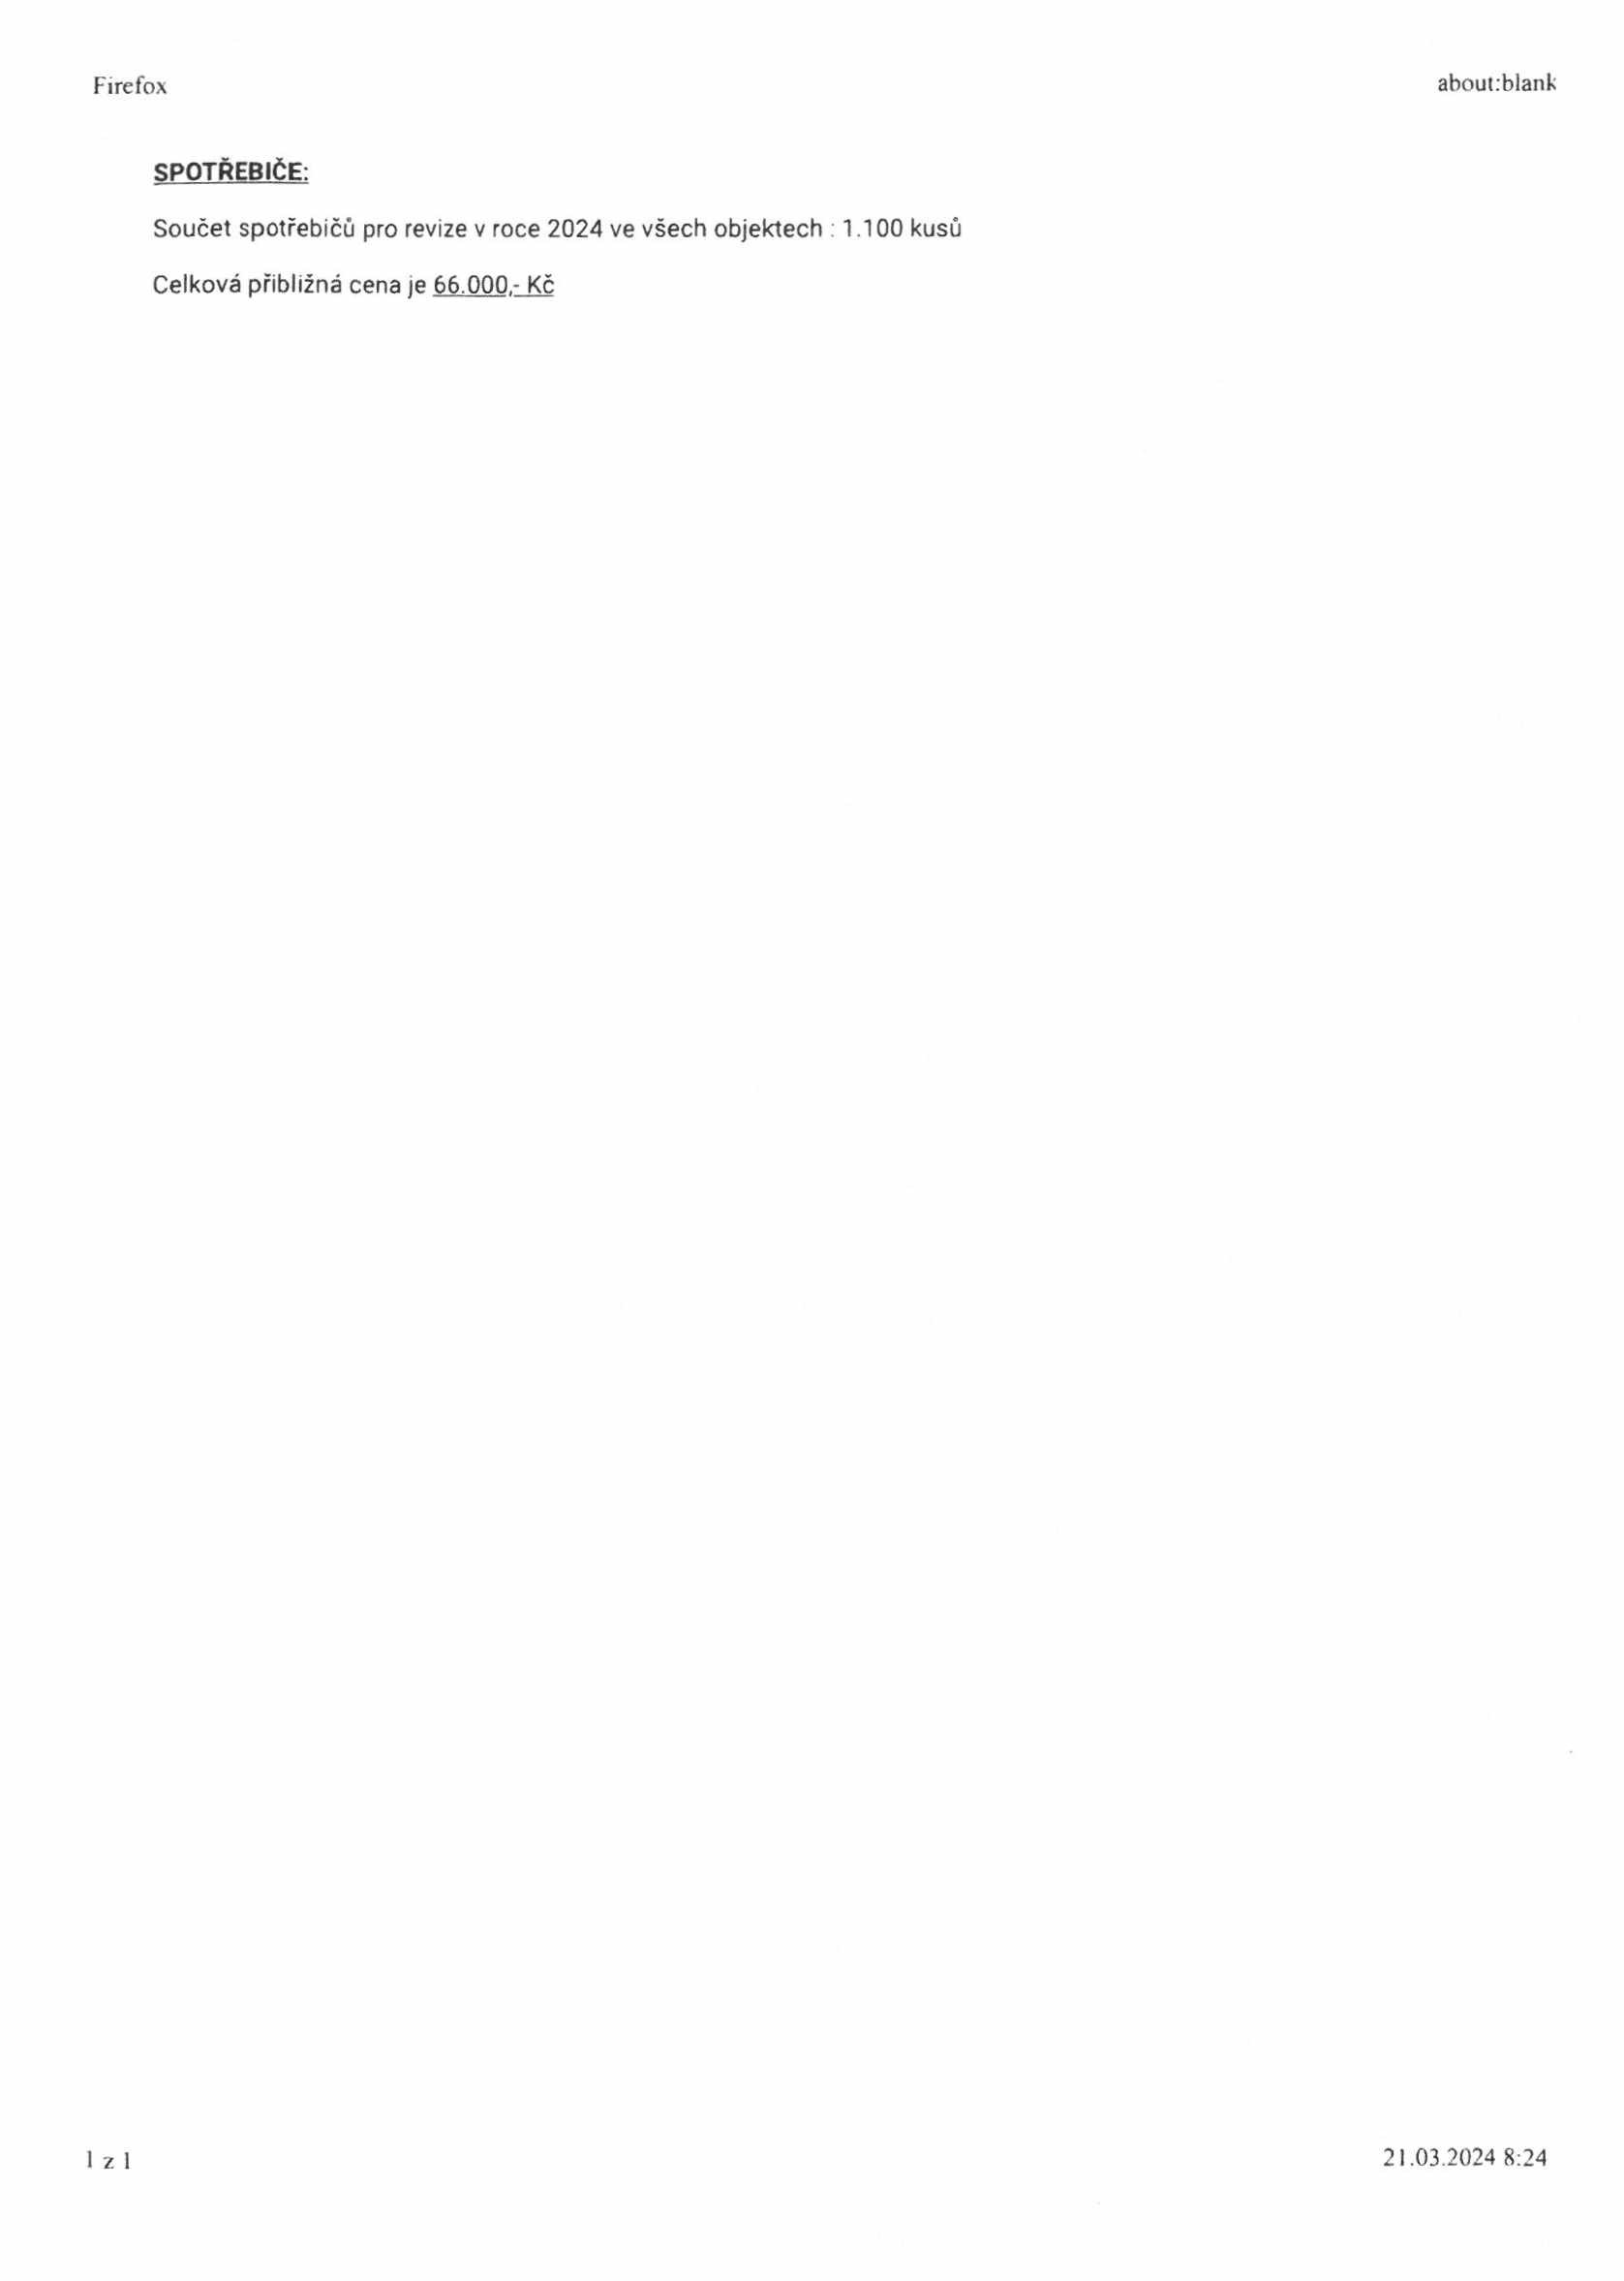 Firefox
about:blank
SPOTŘEBIČE:
Součet spotřebičů pro revize v roce 2024 ve všech objektech : 1.100 kusů
Celková přibližná cena je 66.000,- Kč
1 z 1
21.03.2024 8:24